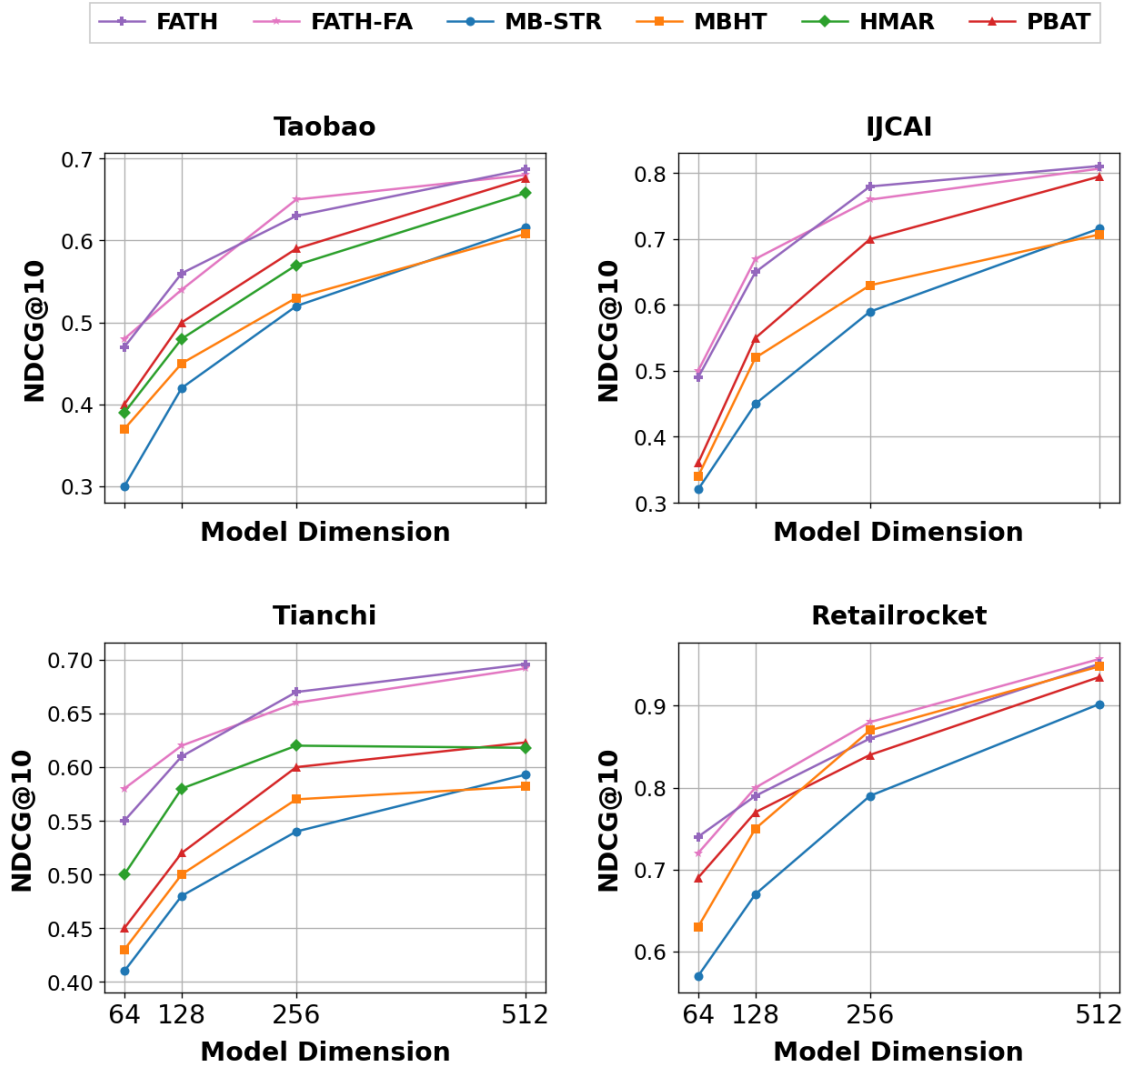 FATH FATH-FA MB-STR MBHT HMAR PBAT
Taobao
0.7
0.6
0.5
0.4
0.3
NDCG@10
Model Dimension
IJCAI
0.8
0.7
0.6
0.5
0.4
0.3
NDCG@10
Model Dimension
Tianchi
0.70
0.65
0.60
0.55
0.50
0.45
0.40
NDCG@10
64 128 256 512
Model Dimension
Retailrocket
0.9
0.8
0.7
0.6
NDCG@10
64 128 256 512
Model Dimension